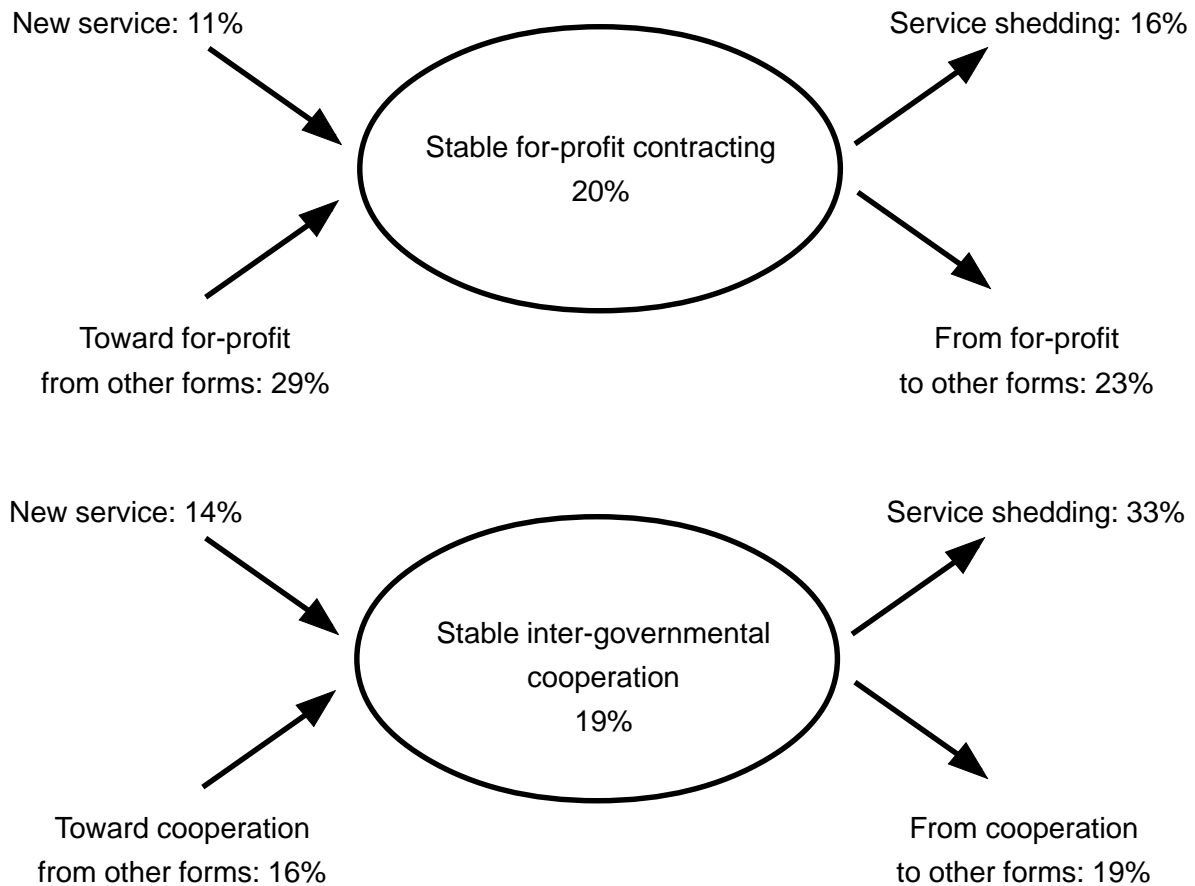 New service: 11%
Service shedding: 16%
Stable for-profit contracting
20%
Toward for-profit
from other forms: 29%
From for-profit
to other forms: 23%
New service: 14%
Service shedding: 33%
Stable inter-governmental
cooperation
19%
Toward cooperation
from other forms: 16%
From cooperation
to other forms: 19%